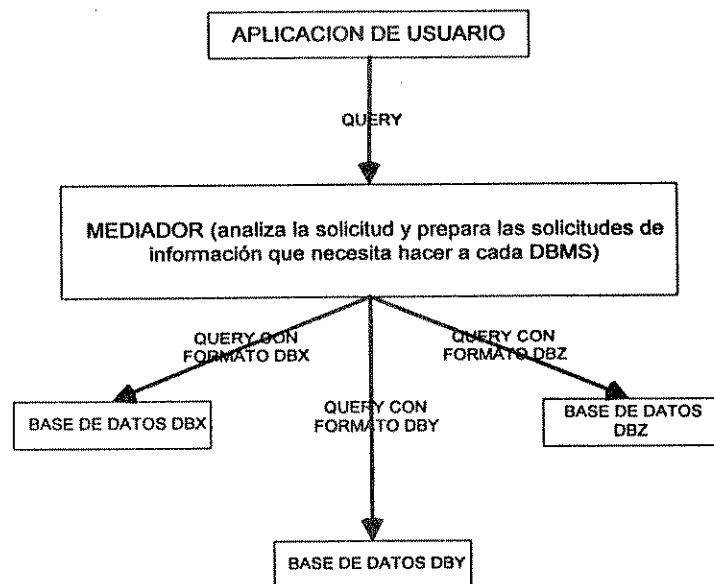 APLICACION DE USUARIO
QUERY
MEDIADOR (analiza la solicitud y prepara las solicitudes de
información que necesita hacer a cada DBMS)
QUERY CON
FORMATO DBX
QUERY CON
FORMATO DBZ
QUERY CON
FORMATO DBY
BASE DE DATOS DBX
BASE DE DATOS
DBZ
BASE DE DATOS DBY